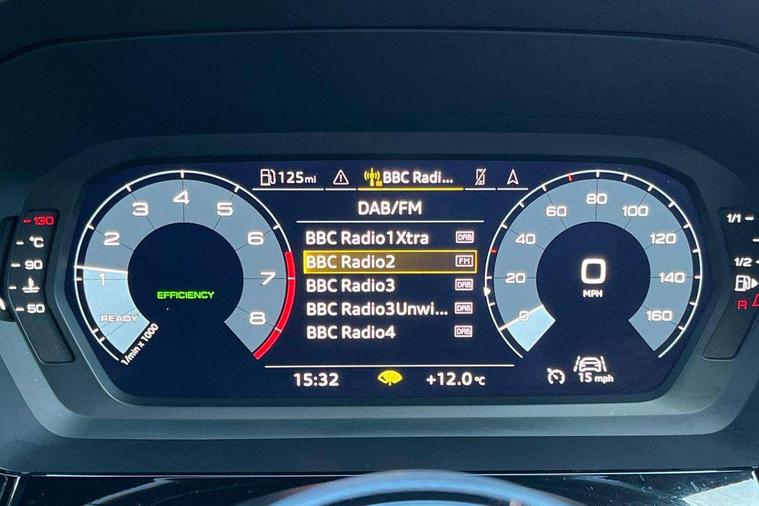 125mi
BBC Radi...
DAB/FM
BBC Radio1Xtra DAB
BBC Radio2 FM
BBC Radio3 DAB
BBC Radio3Unwi... DAB
BBC Radio4 DAB
15:32
+12.0 °C
READY
1
2
3
4
5
6
7
8
1/min x 1000
EFFICIENCY
0
20
40
60
80
100
120
140
160
0
MPH
15 mph
130
°C
90
50
1/1
1/2
R